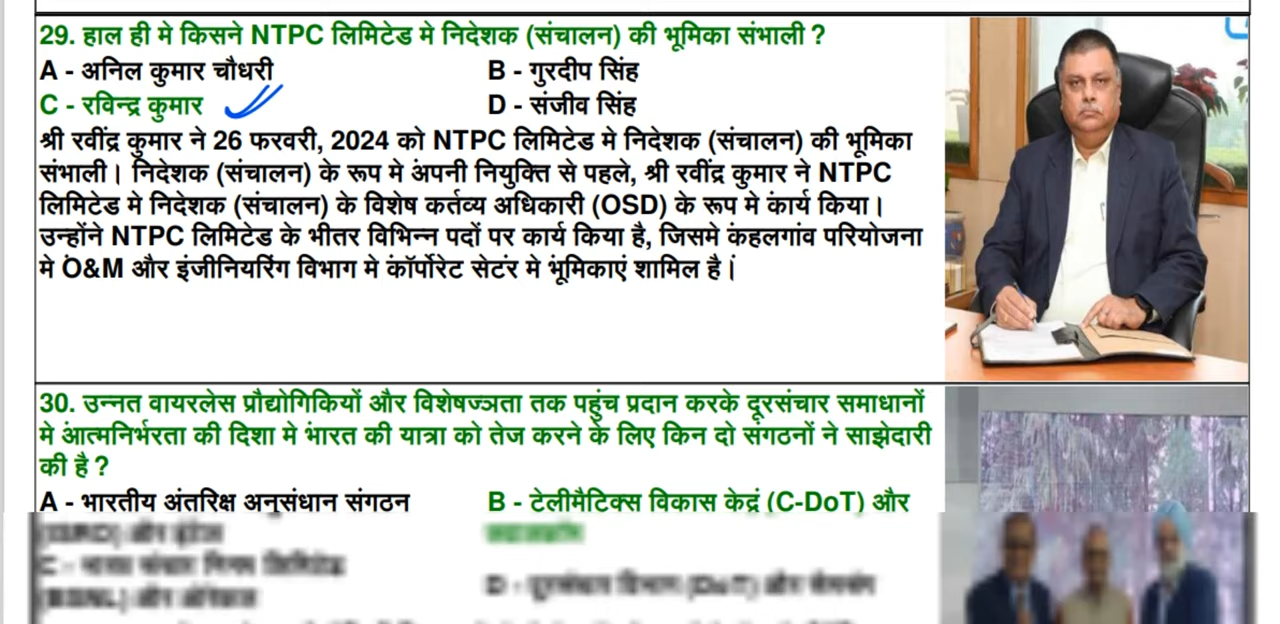 29. हाल ही मे किसने NTPC लिमिटेड मे निदेशक (संचालन) की भूमिका संभाली ?
A - अनिल कुमार चौधरी
B - गुरदीप सिंह
C - रविन्द्र कुमार
D - संजीव सिंह
श्री रवींद्र कुमार ने 26 फरवरी, 2024 को NTPC लिमिटेड मे निदेशक (संचालन) की भूमिका
संभाली। निदेशक (संचालन) के रूप मे अपनी नियुक्ति से पहले, श्री रवींद्र कुमार ने NTPC
लिमिटेड मे निदेशक (संचालन) के विशेष कर्तव्य अधिकारी (OSD) के रूप मे कार्य किया।
उन्होंने NTPC लिमिटेड के भीतर विभिन्न पदों पर कार्य किया है, जिसमे कहलगांव परियोजना
मे O&M और इंजीनियरिंग विभाग मे कॉर्पोरेट सेटर मे भूमिकाएं शामिल है।
30. उन्नत वायरलेस प्रौद्योगिकियों और विशेषज्ञता तक पहुंच प्रदान करके दूरसंचार समाधानों
मे आत्मनिर्भरता की दिशा मे भारत की यात्रा को तेज करने के लिए किन दो संगठनों ने साझेदारी
की है ?
A - भारतीय अंतरिक्ष अनुसंधान संगठन
B - टेलीमैटिक्स विकास केद्रं (C-DoT) और